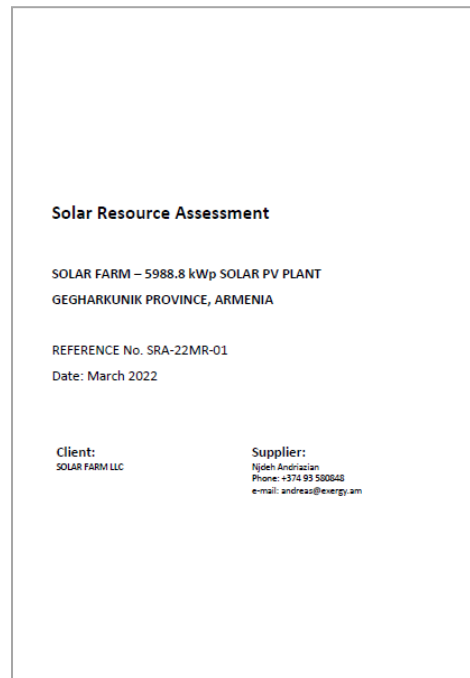 Solar Resource Assessment
SOLAR FARM – 5988.8 kWp SOLAR PV PLANT
GEGHARKUNIK PROVINCE, ARMENIA
REFERENCE No. SRA-22MR-01
Date: March 2022
Client:
SOLAR FARM LLC
Supplier:
Njdeh Andriazian
Phone: +374 93 580848
e-mail: andreas@exergy.am